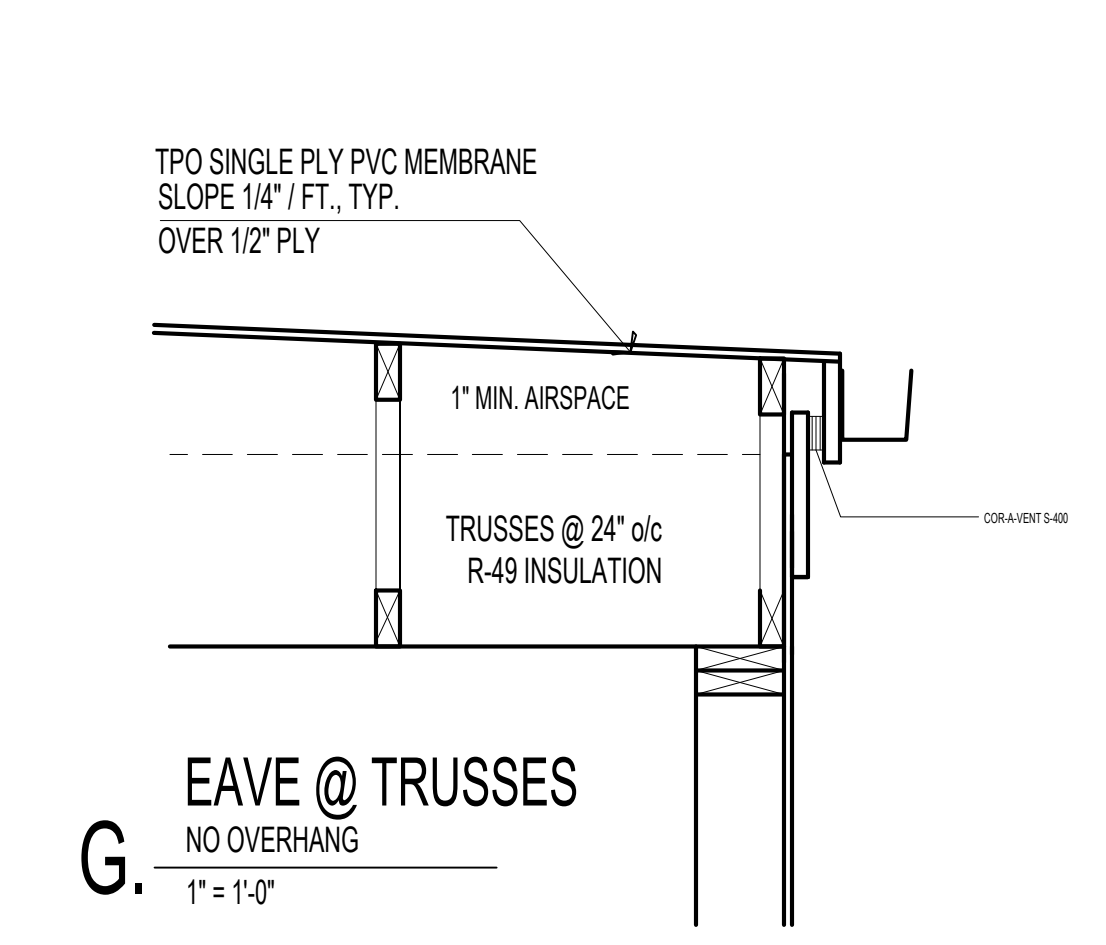 TPO SINGLE PLY PVC MEMBRANE
SLOPE 1/4" / FT., TYP.
OVER 1/2" PLY
1" MIN. AIRSPACE
COR-A-VENT S-400
TRUSSES @ 24" o/c
R-49 INSULATION
EAVE @ TRUSSES
G.
NO OVERHANG
1" = 1'-0"